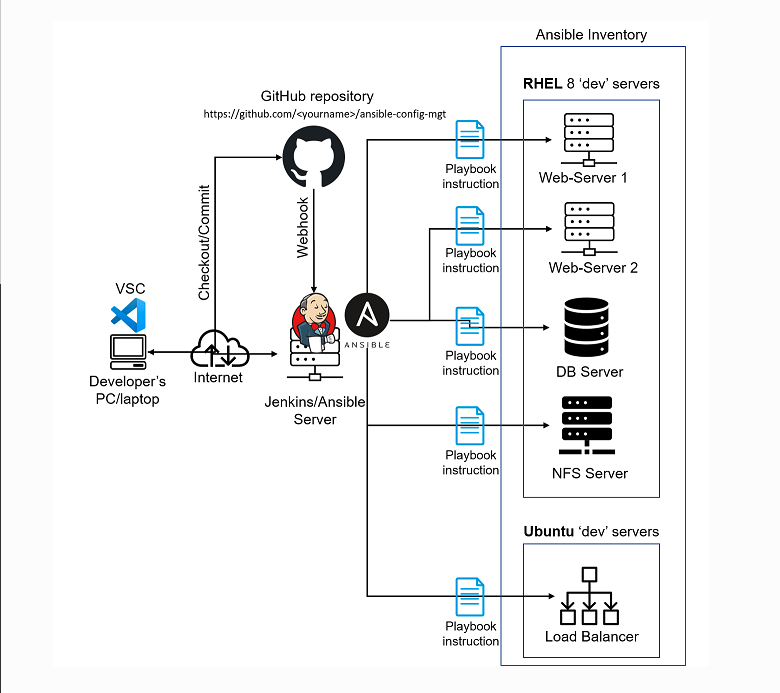 Ansible Inventory
RHEL 8 ‘dev’ servers
GitHub repository
https://github.com/<yourname>/ansible-config-mgt
Playbook
instruction
Web-Server 1
Checkout/Commit
Webhook
Playbook
instruction
Web-Server 2
VSC
ANSIBLE
Playbook
instruction
DB Server
Developer’s
PC/laptop
Internet
Jenkins/Ansible
Server
Playbook
instruction
NFS Server
Ubuntu ‘dev’ servers
Playbook
instruction
Load Balancer